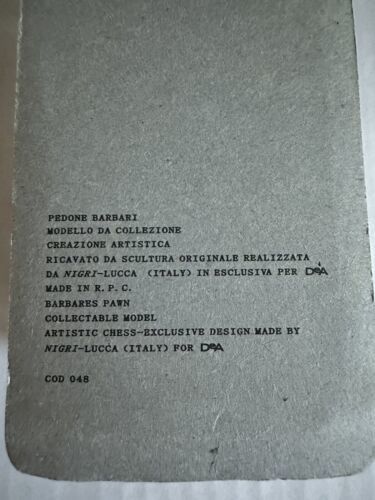 PEDONE BARBARI
MODELLO DA COLLEZIONE
CREAZIONE ARTISTICA
RICAVATO DA SCULTURA ORIGINALE REALIZZATA
DA NIGRI-LUCCA (ITALY) IN ESCLUSIVA PER DeA
MADE IN R.P.C.
BARBARES PAWN
COLLECTABLE MODEL
ARTISTIC CHESS-EXCLUSIVE DESIGN MADE BY
NIGRI-LUCCA (ITALY) FOR DeA
COD 048